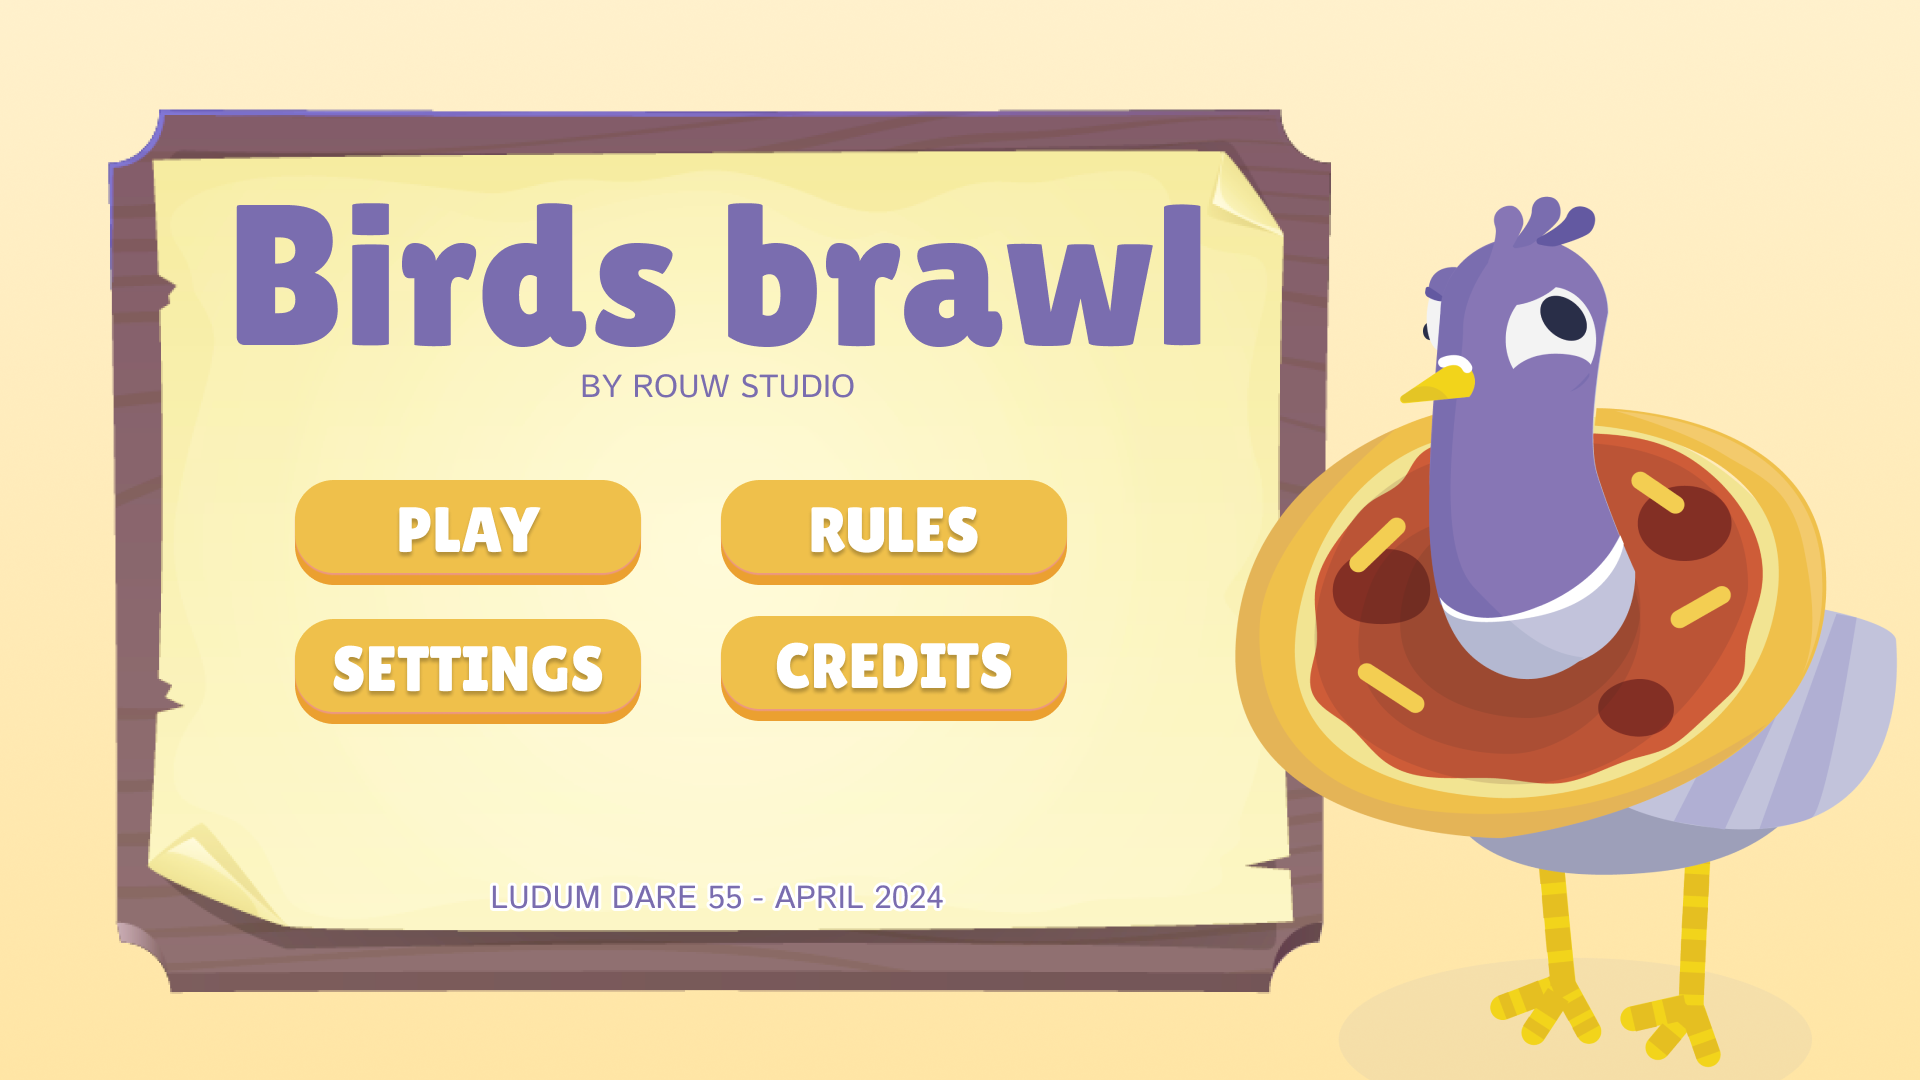 Birds brawl
BY ROUW STUDIO
PLAY
RULES
SETTINGS
CREDITS
LUDUM DARE 55 - APRIL 2024